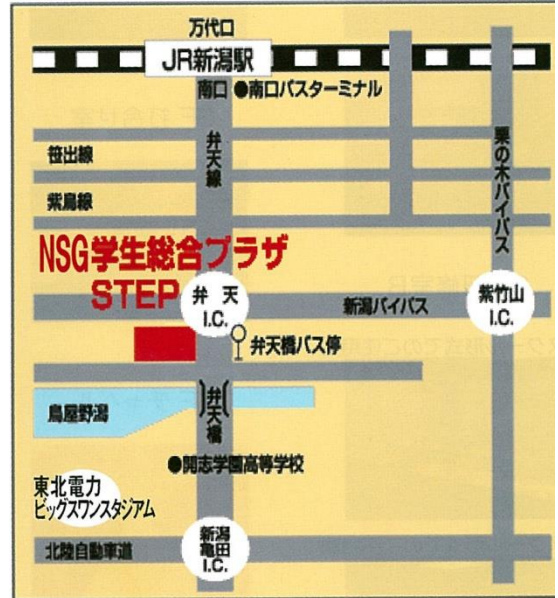 万代口
JR新潟駅
南口 ●南口バスターミナル
弁天線
笹出線
紫鳥線
栗の木バイパス
NSG学生総合プラザ
STEP
弁天
I.C.
新潟バイパス
紫竹山
I.C.
弁天橋バス停
鳥屋野潟
弁天橋
●開志学園高等学校
東北電力
ビッグスワンスタジアム
新潟
亀田
I.C.
北陸自動車道